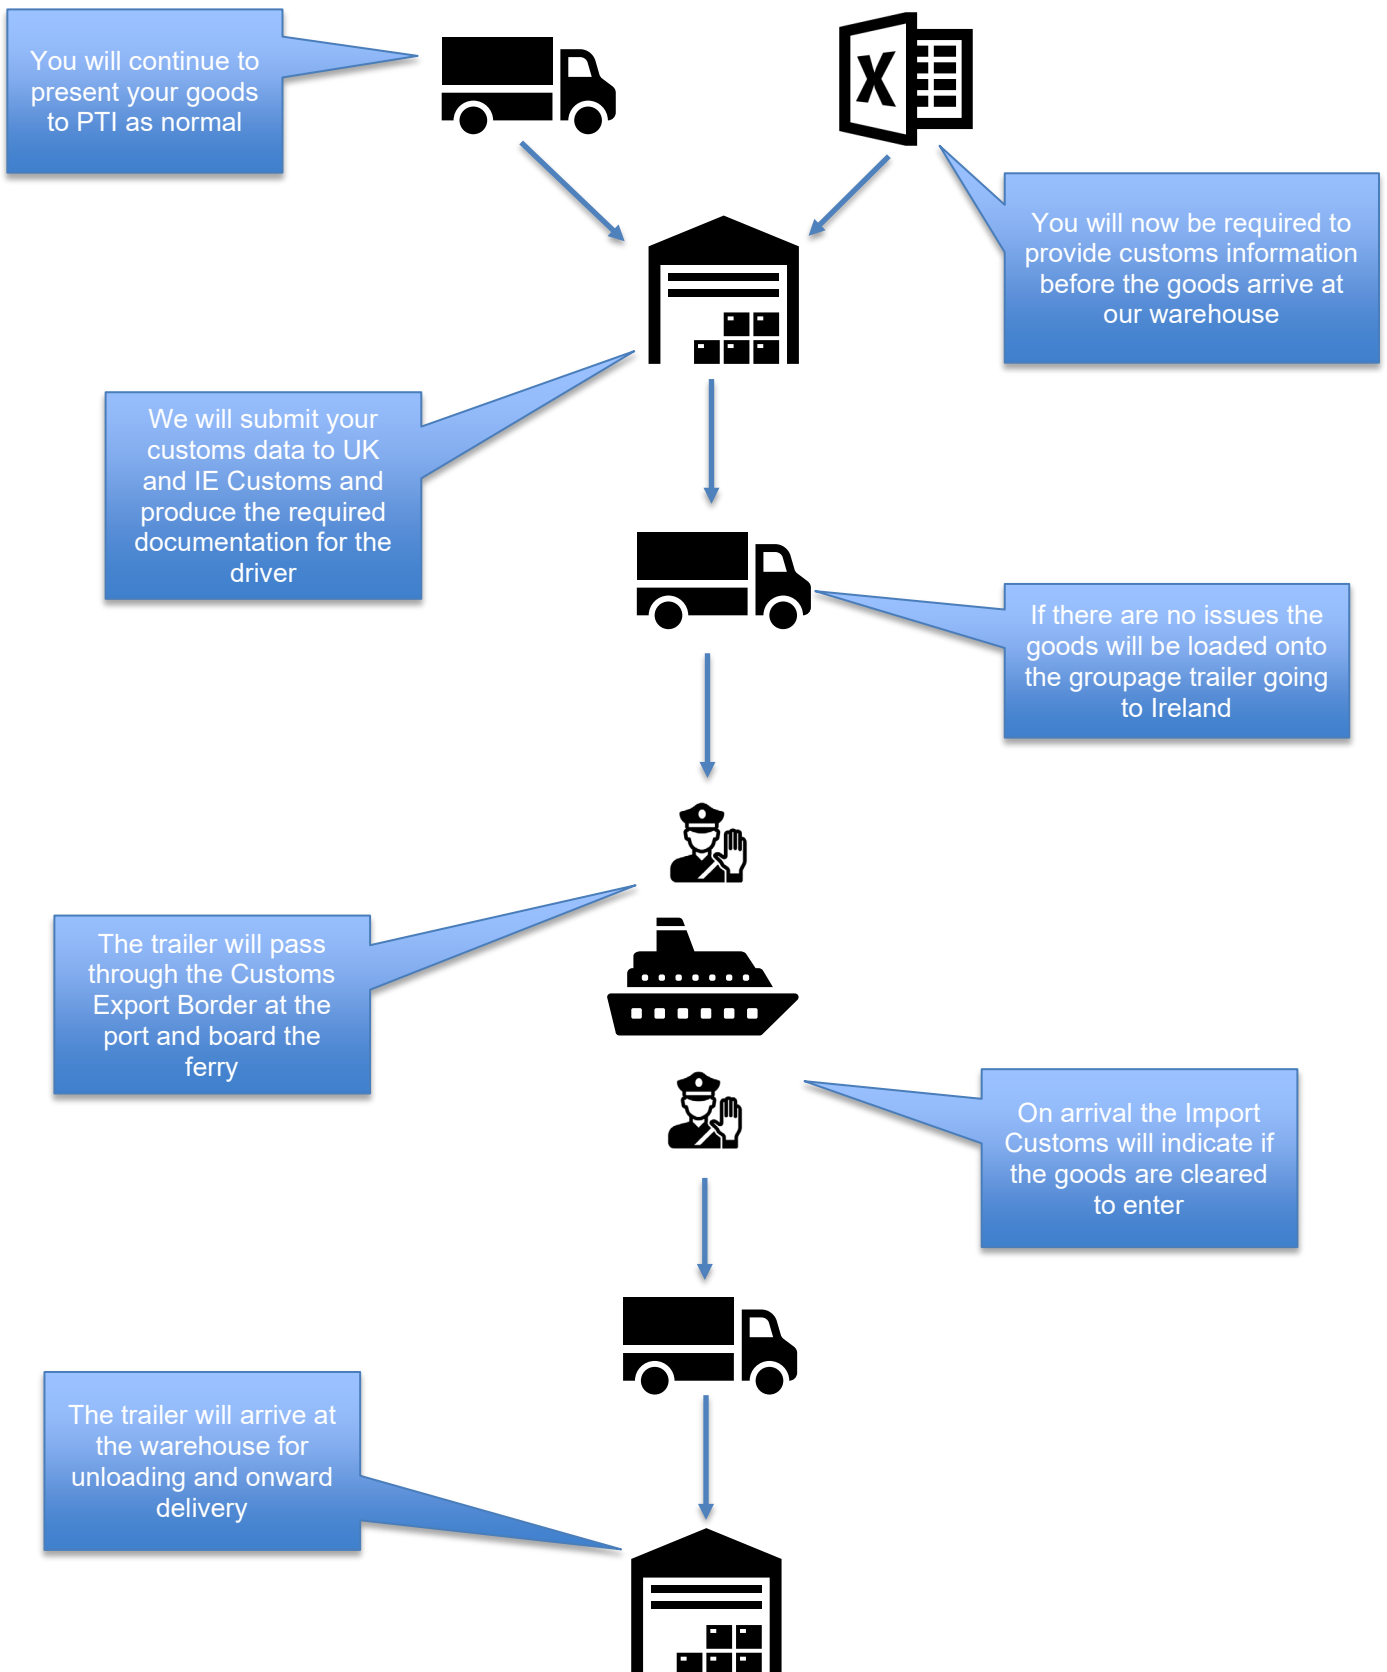 You will continue to
present your goods
to PTI as normal
X
You will now be required to
provide customs information
before the goods arrive at
our warehouse
We will submit your
customs data to UK
and IE Customs and
produce the required
documentation for the
driver
If there are no issues the
goods will be loaded onto
the groupage trailer going
to Ireland
The trailer will pass
through the Customs
Export Border at the
port and board the
ferry
On arrival the Import
Customs will indicate if
the goods are cleared
to enter
The trailer will arrive at
the warehouse for
unloading and onward
delivery